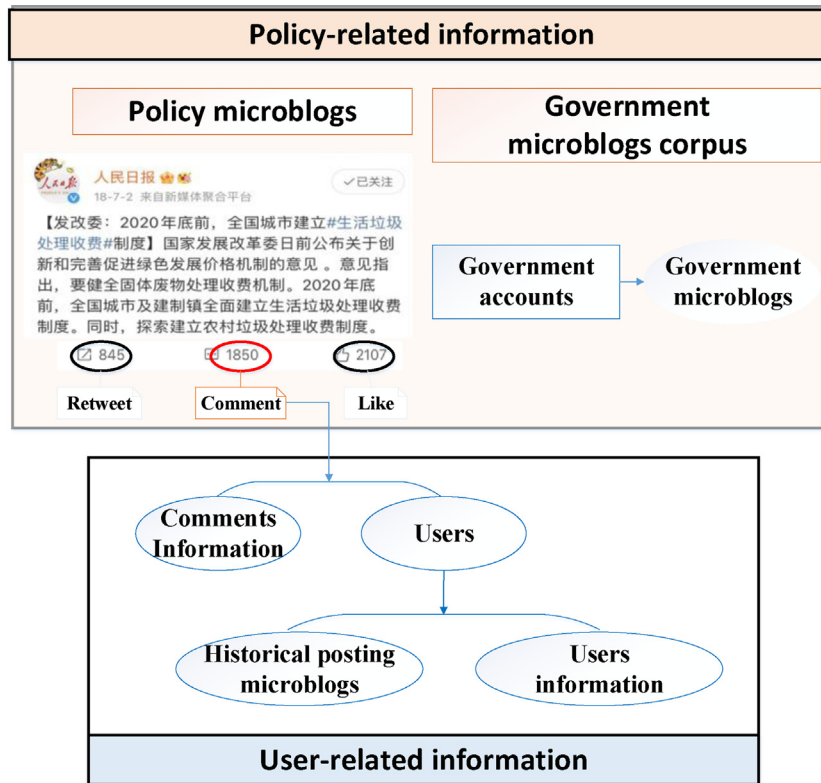 Policy-related information
Policy microblogs
Government
microblogs corpus
人民日报
人民日报
18-7-2 来自新媒体聚合平台
已关注
【发改委：2020年底前，全国城市建立#生活垃圾
处理收费#制度】国家发展改革委日前公布关于创
新和完善促进绿色发展价格机制的意见 。意见指
出，要健全固体废物处理收费机制。2020年底
前，全国城市及建制镇全面建立生活垃圾处理收费
制度。同时，探索建立农村垃圾处理收费制度。
845
1850
2107
Retweet
Comment
Like
Government
accounts
Government
microblogs
Comments
Information
Users
Historical posting
microblogs
Users
information
User-related information